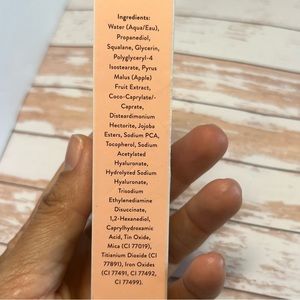 Ingredients:
Water (Aqua/Eau),
Propanediol,
Squalane, Glycerin,
Polyglyceryl-4
Isostearate, Pyrus
Malus (Apple)
Fruit Extract,
Coco-Caprylate/-
Caprate,
Disteardimonium
Hectorite, Jojoba
Esters, Sodium PCA,
Tocopherol, Sodium
Acetylated
Hyaluronate,
Hydrolyzed Sodium
Hyaluronate,
Trisodium
Ethylenediamine
Disuccinate,
1,2-Hexanediol,
Caprylhydroxamic
Acid, Tin Oxide,
Mica (CI 77019),
Titianium Dioxide (CI
77891), Iron Oxides
(CI 77491, CI 77492,
CI 77499).